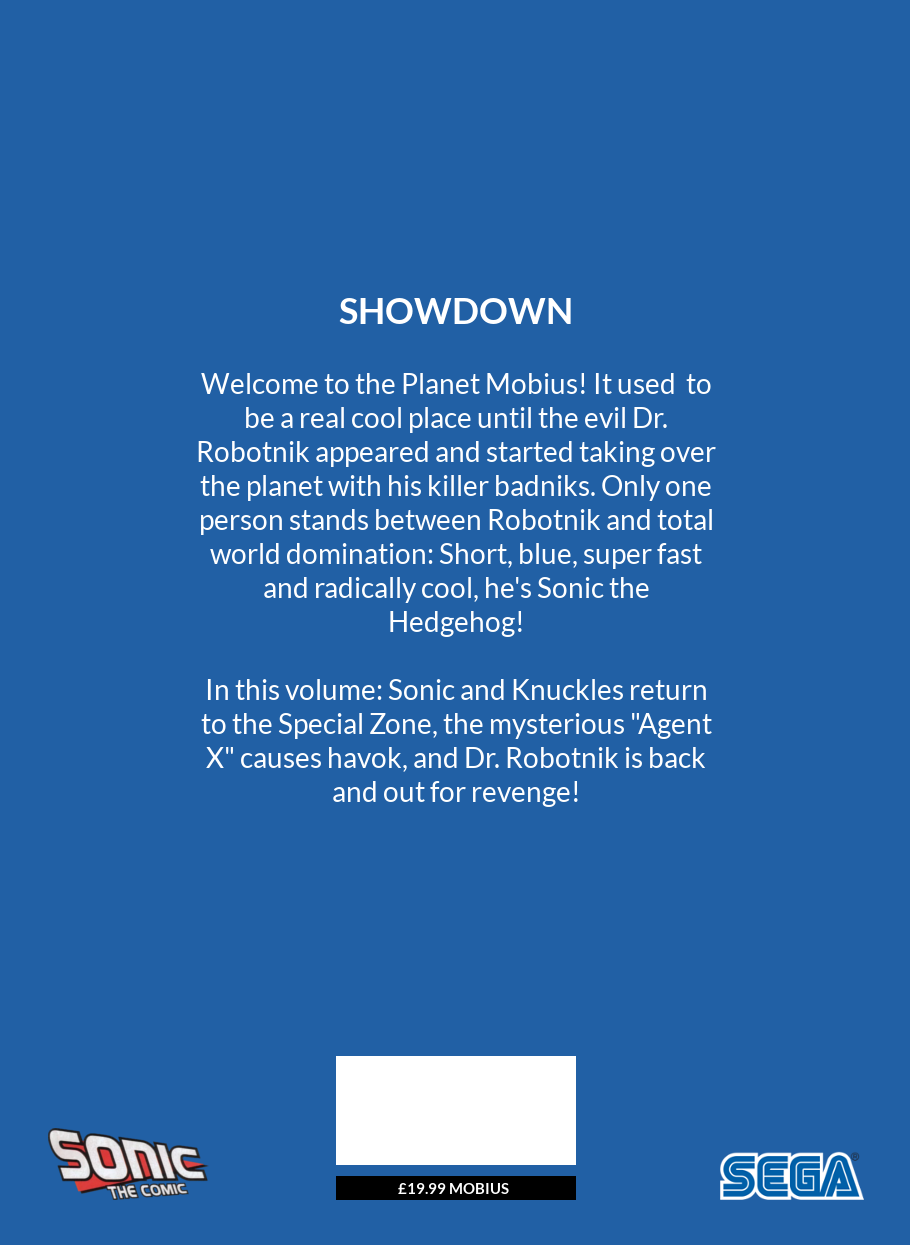 SHOWDOWN
Welcome to the Planet Mobius! It used  to
be a real cool place until the evil Dr.
Robotnik appeared and started taking over
the planet with his killer badniks. Only one
person stands between Robotnik and total
world domination: Short, blue, super fast
and radically cool, he's Sonic the
Hedgehog!
In this volume: Sonic and Knuckles return
to the Special Zone, the mysterious "Agent
X" causes havok, and Dr. Robotnik is back
and out for revenge!
SONIC
THE COMIC
£19.99 MOBIUS
SEGA®